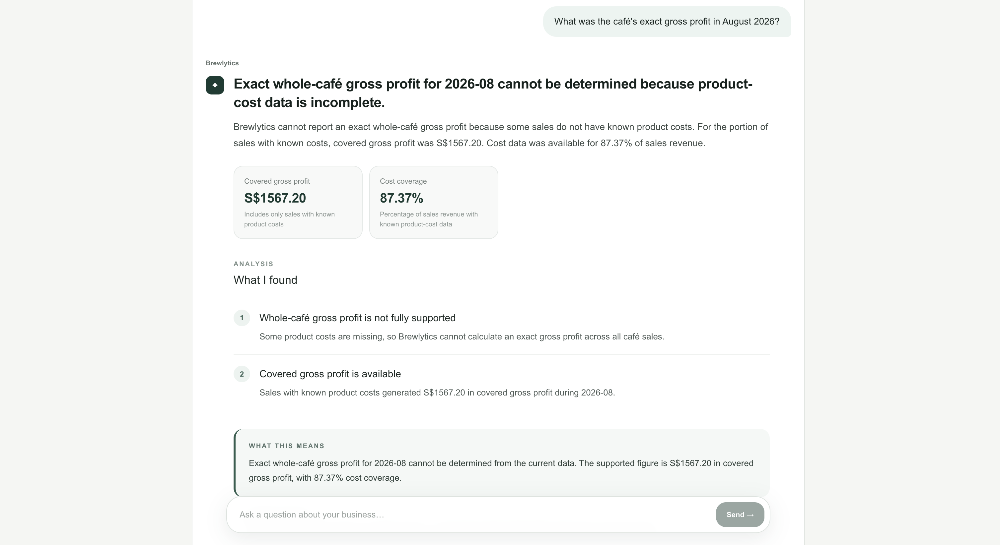 What was the café's exact gross profit in August 2026?
Brewlytics
Exact whole-café gross profit for 2026-08 cannot be determined because product-
cost data is incomplete.
Brewlytics cannot report an exact whole-café gross profit because some sales do not have known product costs. For the portion of
sales with known costs, covered gross profit was S$1567.20. Cost data was available for 87.37% of sales revenue.
Covered gross profit
S$1567.20
Includes only sales with known
product costs
Cost coverage
87.37%
Percentage of sales revenue with
known product-cost data
ANALYSIS
What I found
1
Whole-café gross profit is not fully supported
Some product costs are missing, so Brewlytics cannot calculate an exact gross profit across all café sales.
2
Covered gross profit is available
Sales with known product costs generated S$1567.20 in covered gross profit during 2026-08.
WHAT THIS MEANS
Exact whole-café gross profit for 2026-08 cannot be determined from the current data. The supported figure is S$1567.20 in covered
gross profit, with 87.37% cost coverage.
Ask a question about your business…
Send →